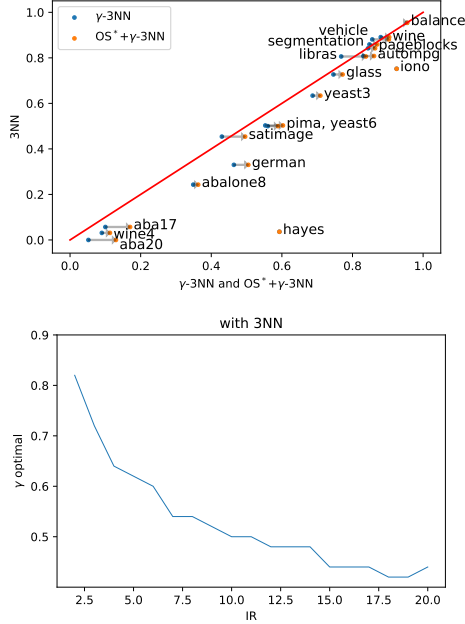 γ-3NN
OS*+γ-3NN
balance
vehicle
wine
segmentation
pageblocks
libras
autompg
iono
glass
yeast3
pima, yeast6
satimage
german
abalone8
hayes
aba17
wine4
aba20
3NN
1.0
0.8
0.6
0.4
0.2
0.0
0.0 0.2 0.4 0.6 0.8 1.0
γ-3NN and OS*+γ-3NN
with 3NN
γ optimal
0.9
0.8
0.7
0.6
0.5
2.5 5.0 7.5 10.0 12.5 15.0 17.5 20.0
IR